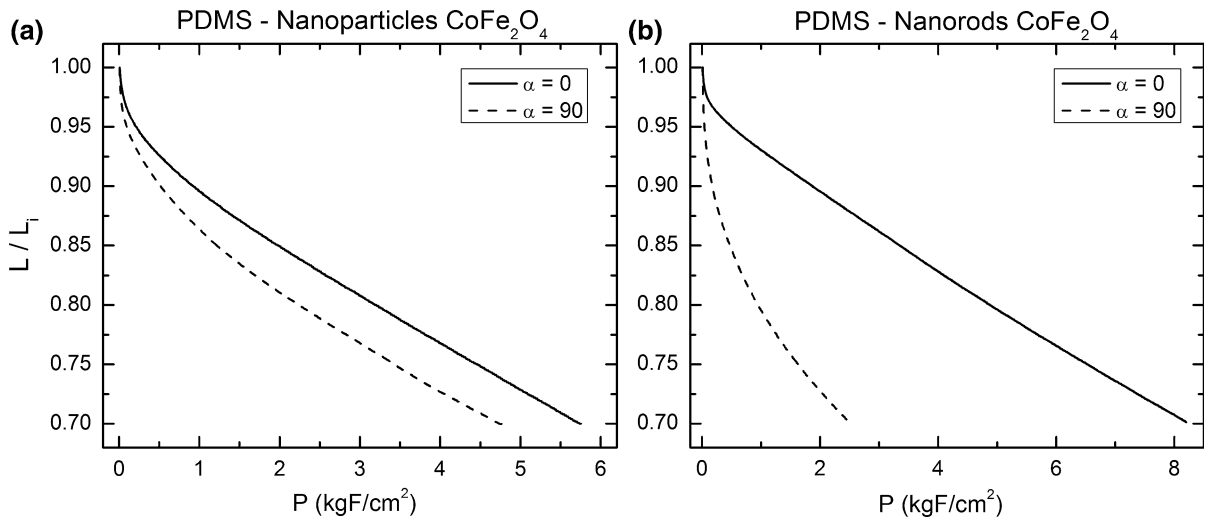 (a)
PDMS - Nanoparticles CoFe₂O₄
α = 0
α = 90
1.00
0.95
0.90
0.85
0.80
0.75
0.70
L / Lᵢ
0 1 2 3 4 5 6
P (kgF/cm²)
(b)
PDMS - Nanorods CoFe₂O₄
α = 0
α = 90
1.00
0.95
0.90
0.85
0.80
0.75
0.70
0 2 4 6 8
P (kgF/cm²)